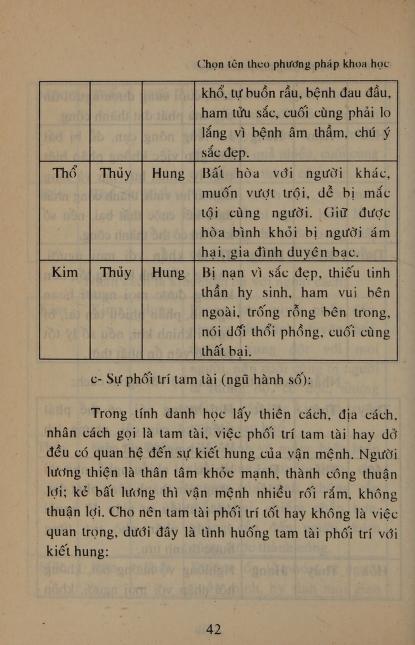 Chọn tên theo phương pháp khoa học
khổ, tự buồn rầu, bệnh đau đầu,
ham tửu sắc, cuối cùng phải lo
lắng vì bệnh âm thầm, chú ý
sắc đẹp.
Thổ Thủy Hung Bất hòa với người khác,
muốn vượt trội, dề bị mắc
tội cùng người. Giữ được
hòa bình khỏi bị người ám
hại, gia đình duyên bạc.
Kim Thủy Hung Bị nạn vì sắc đẹp, thiếu tinh
thần hy sinh, ham vui bên
ngoài, trống rỗng bên trong,
nói dối thổi phồng, cuối cùng
thất bại.
c- Sự phối trí tam tài (ngũ hành số):
Trong tính danh học lấy thiên cách, địa cách,
nhân cách gọi là tam tài, việc phối trí tam tài hay dở
đều có quan hệ đến sự kiết hung của vận mệnh. Người
lương thiện là thân tâm khỏe mạnh, thành công thuận
lợi; kẻ bất lương thì vận mệnh nhiều rối rắm, không
thuận lợi. Cho nên tam tài phối trí tốt hay không là việc
quan trọng, dưới đây là tình huống tam tài phối trí với
kiết hung:
42